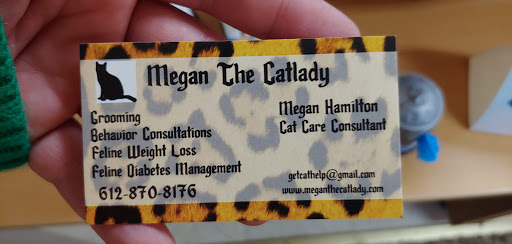 Megan The Catlady
Grooming
Behavior Consultations
Feline Weight Loss
Feline Diabetes Management
612-870-8176
Megan Hamilton
Cat Care Consultant
getcathelp@gmail.com
www.meganthecatlady.com